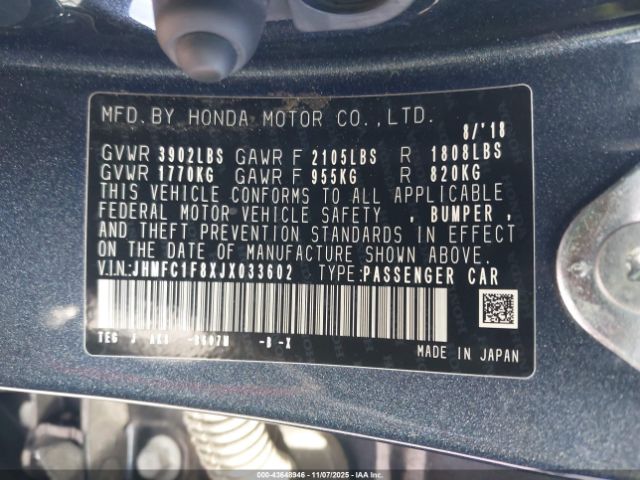 MFD. BY HONDA MOTOR CO., LTD.
8/'18
GVWR 3902LBS GAWR F 2105LBS R 1808LBS
GVWR 1770KG GAWR F 955KG R 820KG
THIS VEHICLE CONFORMS TO ALL APPLICABLE
FEDERAL MOTOR VEHICLE SAFETY , BUMPER ,
AND THEFT PREVENTION STANDARDS IN EFFECT
ON THE DATE OF MANUFACTURE SHOWN ABOVE.
V.I.N:JHMFC1F8XJX033602 TYPE:PASSENGER CAR
TEG J -B -X
MADE IN JAPAN
000-43648946 - 11/07/2025 - IAA Inc.